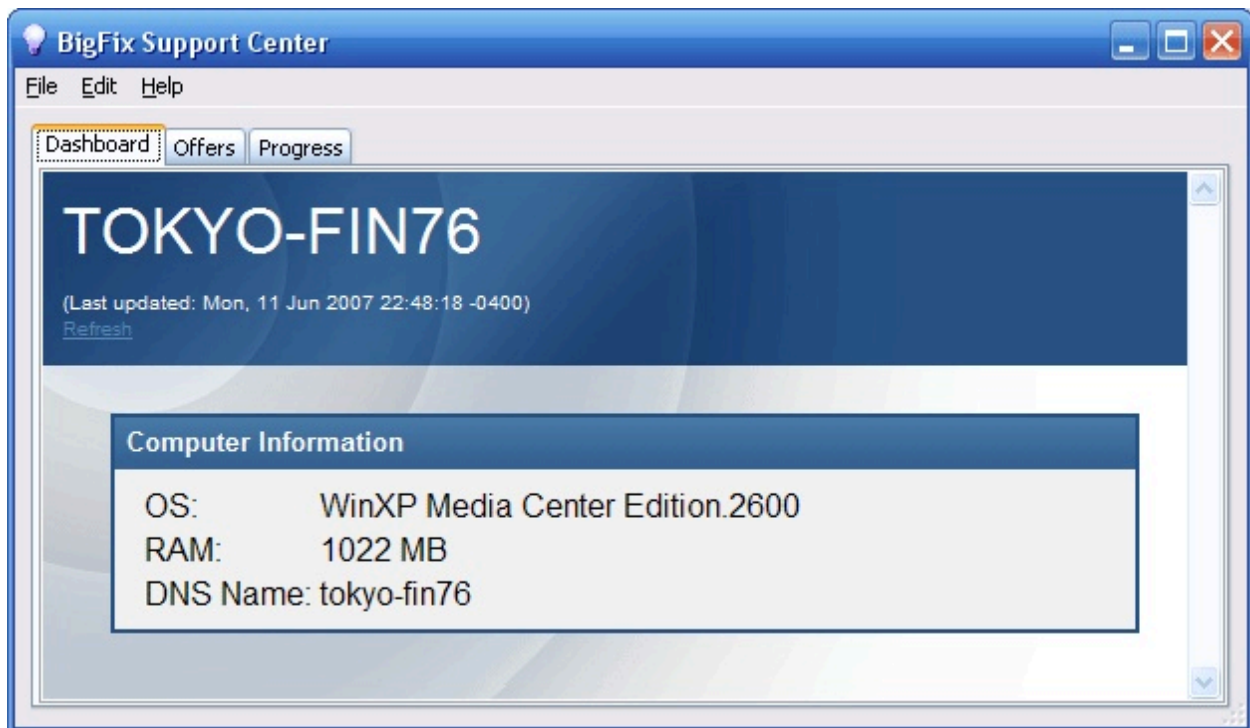 BigFix Support Center
File Edit Help
Dashboard Offers Progress
TOKYO-FIN76
(Last updated: Mon, 11 Jun 2007 22:48:18 -0400)
Refresh
Computer Information
OS: WinXP Media Center Edition.2600
RAM: 1022 MB
DNS Name: tokyo-fin76